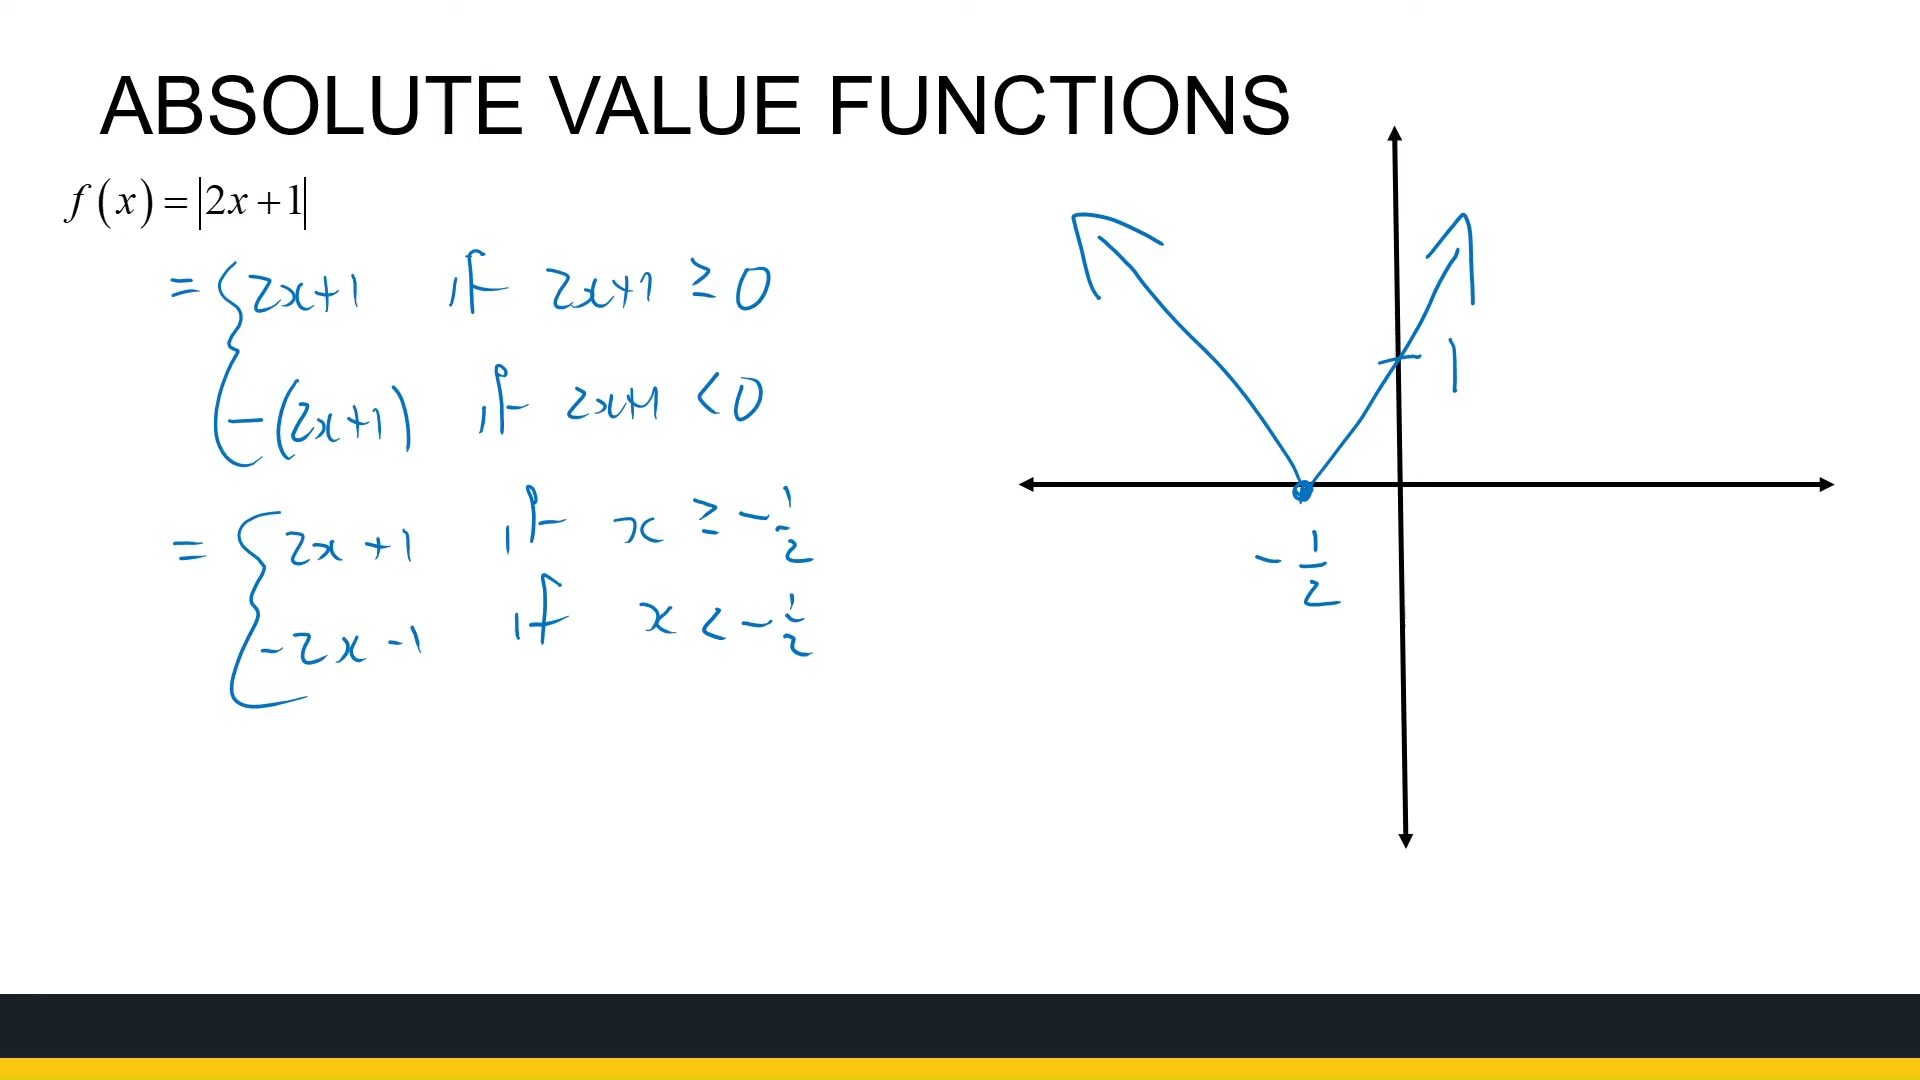 ABSOLUTE VALUE FUNCTIONS
f(x) = |2x+1|
= { 2x+1 if 2x+1 ≥ 0
-(2x+1) if 2x+1 < 0
= { 2x+1 if x ≥ -1/2
-2x-1 if x < -1/2
1
-1/2